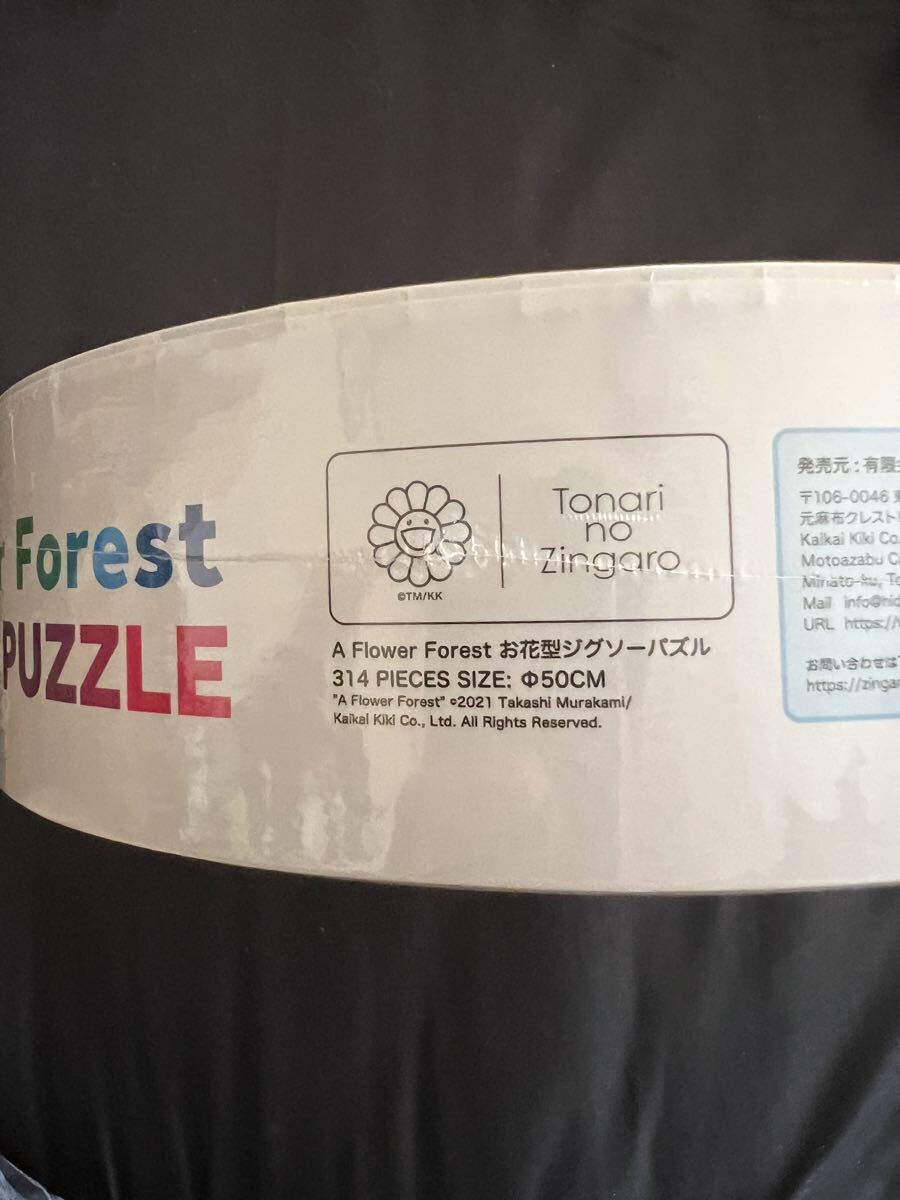 Forest
PUZZLE
Tonari
no
Zingaro
©TM/KK
A Flower Forest お花型ジグソーパズル
314 PIECES SIZE: Φ50CM
"A Flower Forest" ©2021 Takashi Murakami/
Kaikai Kiki Co., Ltd. All Rights Reserved.
発売元:有限
〒106-0046
元麻布クレスト
Kaikai Kiki Co.
Motoazabu
Minato-ku,
Mail
URL https://
お問い合わせは
https://zingar